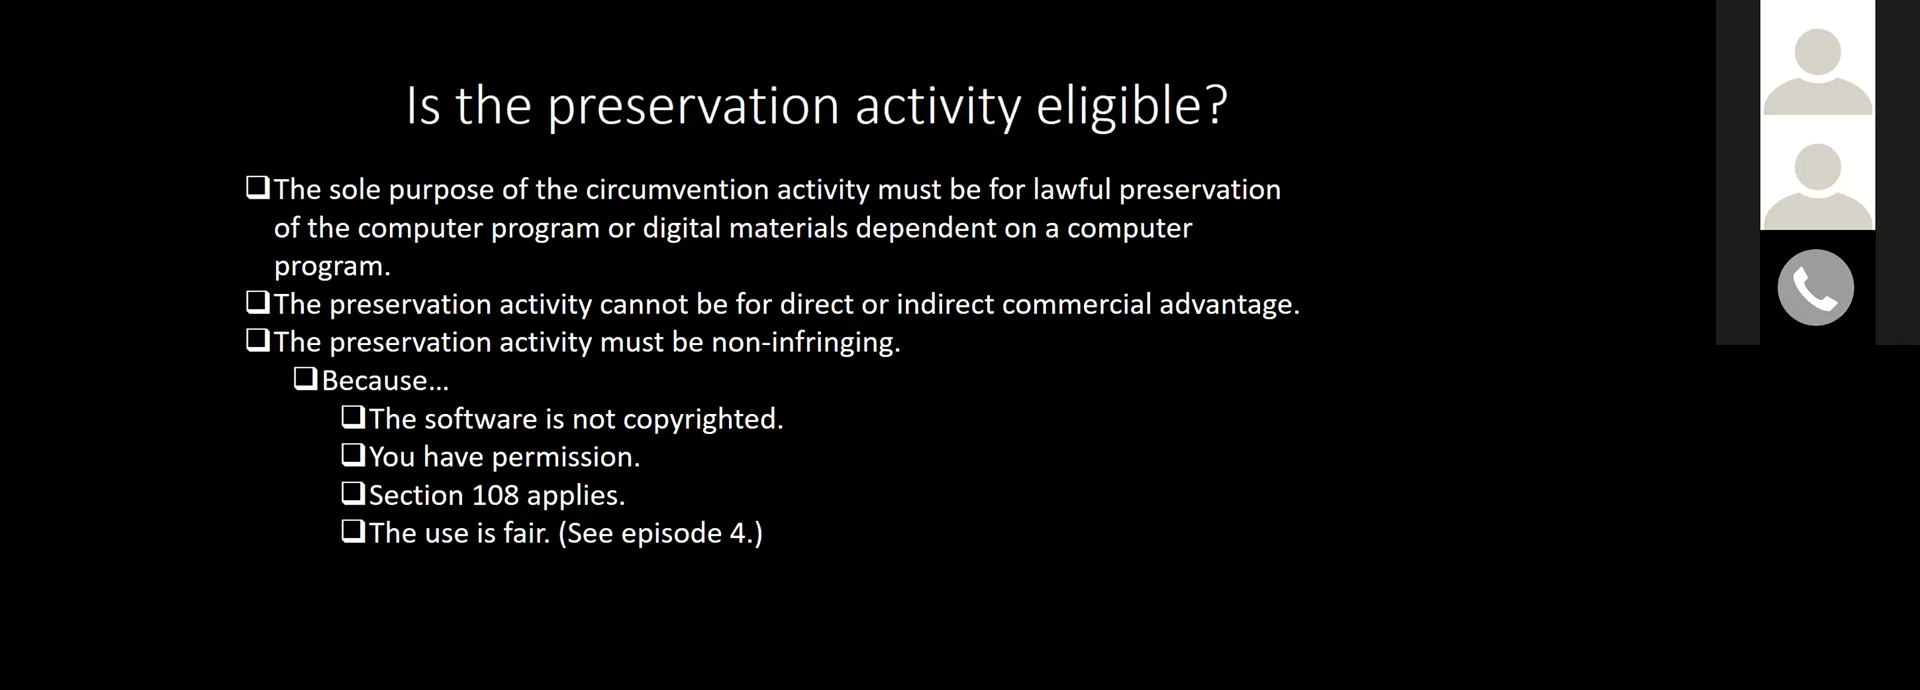 Is the preservation activity eligible?
❑The sole purpose of the circumvention activity must be for lawful preservation
of the computer program or digital materials dependent on a computer
program.
❑The preservation activity cannot be for direct or indirect commercial advantage.
❑The preservation activity must be non-infringing.
❑Because...
❑The software is not copyrighted.
❑You have permission.
❑Section 108 applies.
❑The use is fair. (See episode 4.)